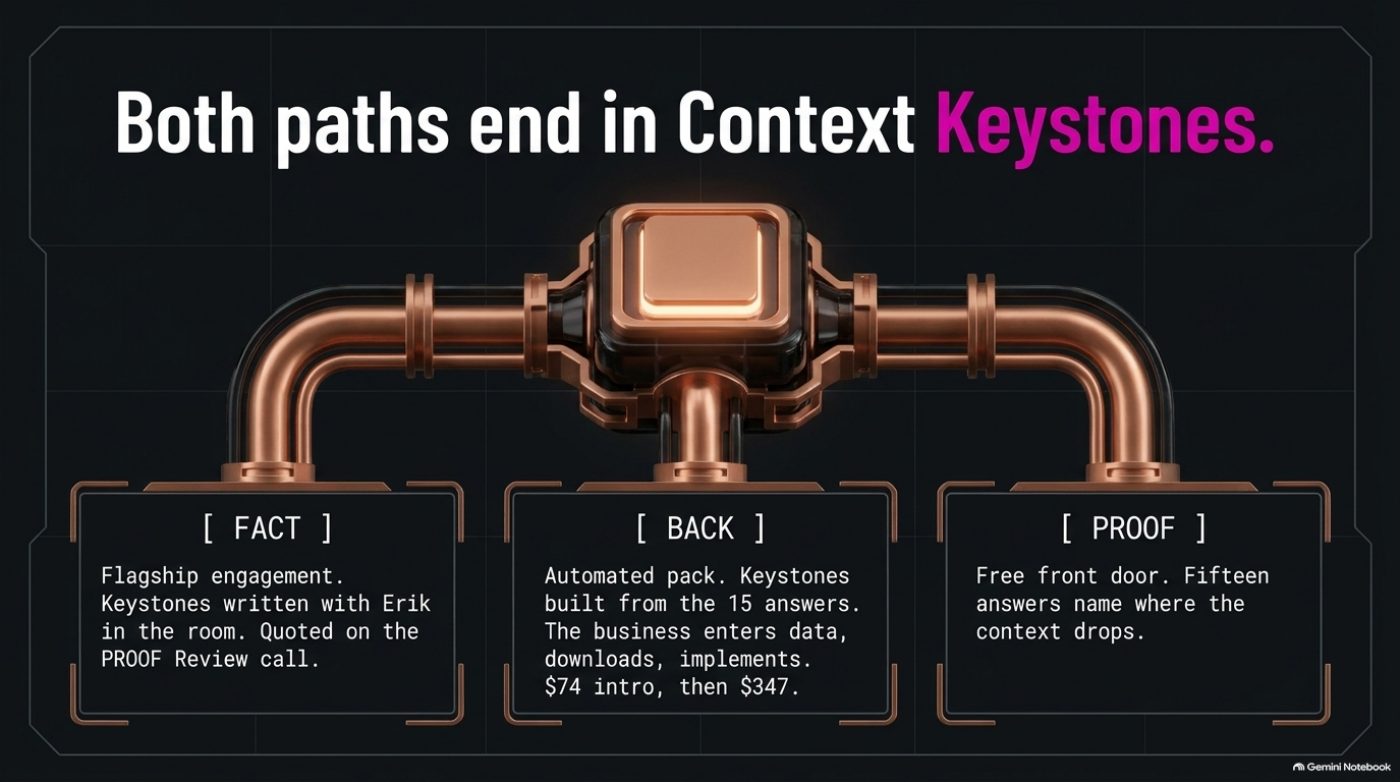 Both paths end in Context Keystones.
[ FACT ]
Flagship engagement.
Keystones written with Erik
in the room. Quoted on the
PROOF Review call.
[ BACK ]
Automated pack. Keystones
built from the 15 answers.
The business enters data,
downloads, implements.
$74 intro, then $347.
[ PROOF ]
Free front door. Fifteen
answers name where the
context drops.
Gemini Notebook